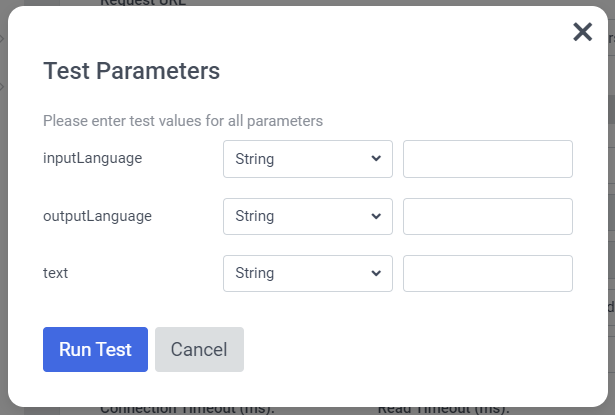 Request URL
Test Parameters
Please enter test values for all parameters
inputLanguage String
outputLanguage String
text String
Run Test Cancel
Connection Timeout (ms): Read Timeout (ms):